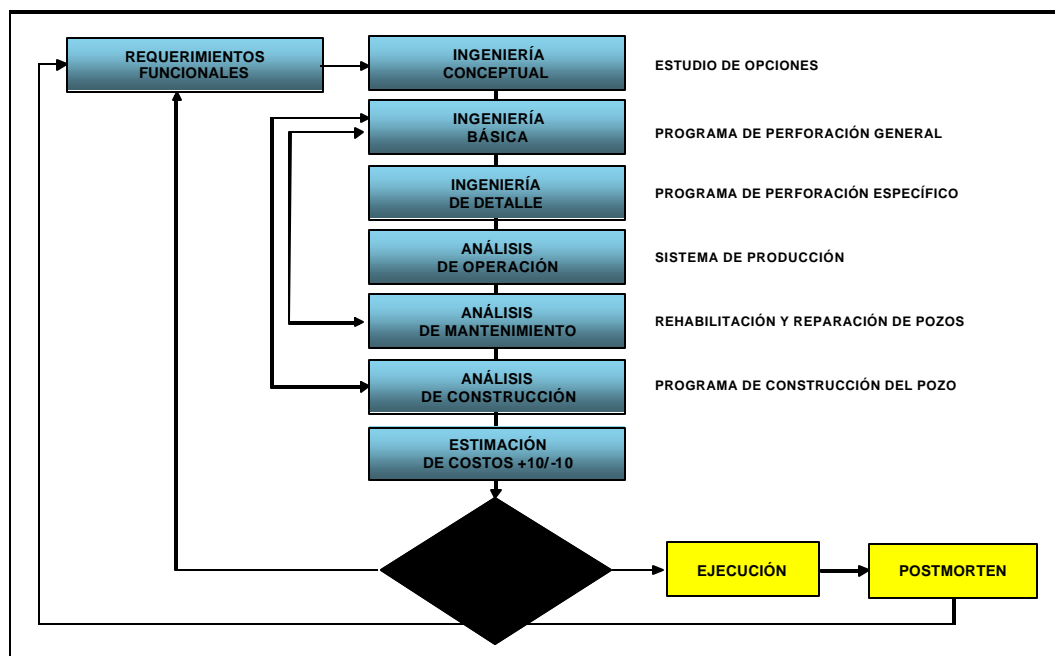 REQUERIMIENTOS
FUNCIONALES
INGENIERÍA
CONCEPTUAL
ESTUDIO DE OPCIONES
INGENIERÍA
BÁSICA
PROGRAMA DE PERFORACIÓN GENERAL
INGENIERÍA
DE DETALLE
PROGRAMA DE PERFORACIÓN ESPECÍFICO
ANÁLISIS
DE OPERACIÓN
SISTEMA DE PRODUCCIÓN
ANÁLISIS
DE MANTENIMIENTO
REHABILITACIÓN Y REPARACIÓN DE POZOS
ANÁLISIS
DE CONSTRUCCIÓN
PROGRAMA DE CONSTRUCCIÓN DEL POZO
ESTIMACIÓN
DE COSTOS +10/-10
EJECUCIÓN
POSTMORTEN